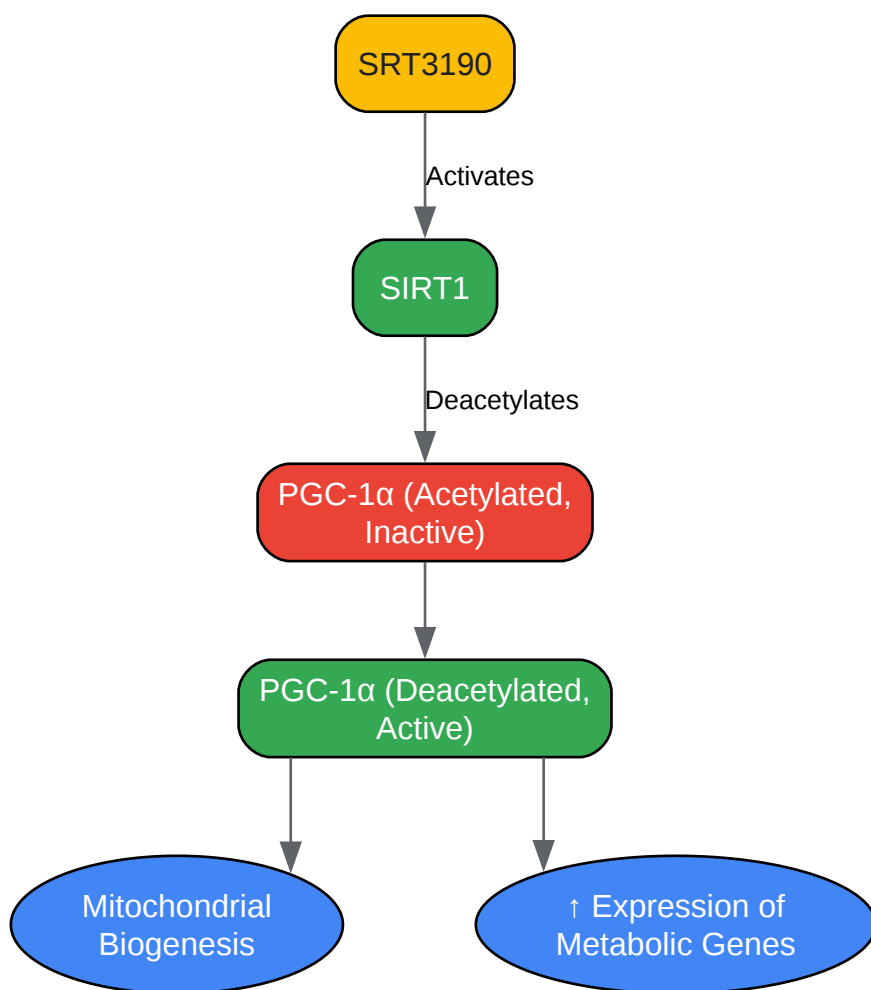 SRT3190
Activates
SIRT1
Deacetylates
PGC-1α (Acetylated,
Inactive)
PGC-1α (Deacetylated,
Active)
Mitochondrial
Biogenesis
↑ Expression of
Metabolic Genes